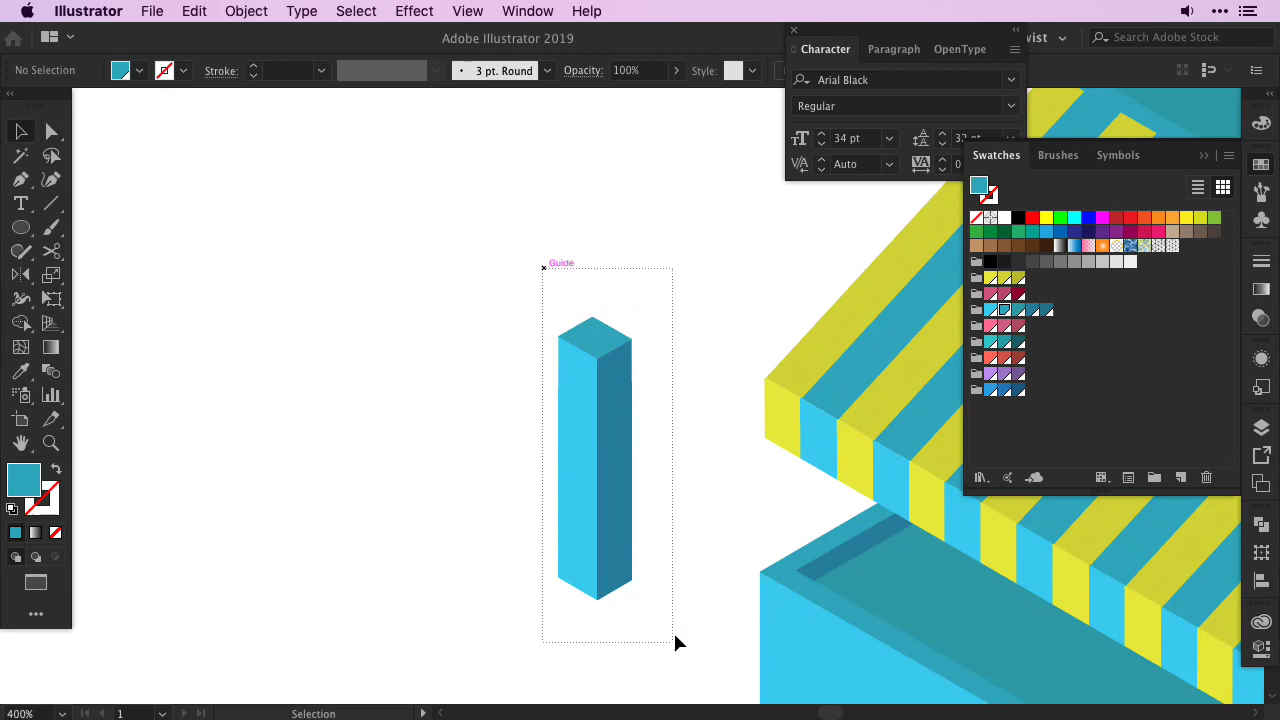 Illustrator File Edit Object Type Select Effect View Window Help
Adobe Illustrator 2019
Search Adobe Stock
No Selection
Stroke:
3 pt. Round
Opacity:
100%
Style:
Character
Paragraph
OpenType
Arial Black
Regular
34 pt
Auto
0
Swatches
Brushes
Symbols
Guide
400%
1
Selection